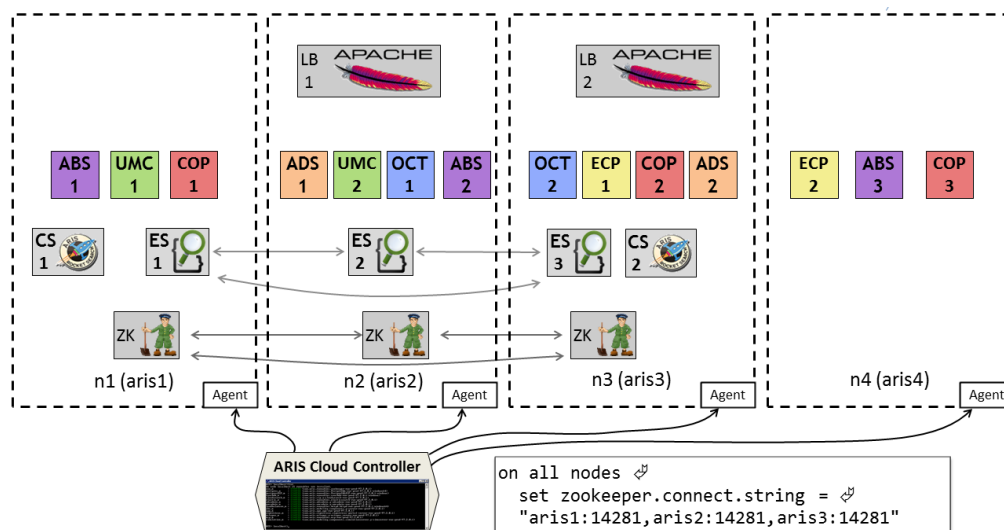 LB
1
APACHE
LB
2
APACHE
ABS
1
UMC
1
COP
1
ADS
1
UMC
2
OCT
1
ABS
2
OCT
2
ECP
1
COP
2
ADS
2
ECP
2
ABS
3
COP
3
CS
1
ES
1
ES
2
ES
3
CS
2
ZK
ZK
ZK
n1 (aris1)
n2 (aris2)
n3 (aris3)
n4 (aris4)
Agent
Agent
Agent
Agent
ARIS Cloud Controller
on all nodes ↵
set zookeeper.connect.string = ↵
"aris1:14281,aris2:14281,aris3:14281"